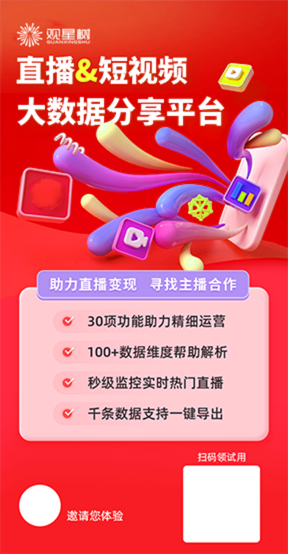 观星树
GUANXINGSHU
直播&短视频
大数据分享平台
助力直播变现 寻找主播合作
30项功能助力精细运营
100+数据维度帮助解析
秒级监控实时热门直播
千条数据支持一键导出
扫码领试用
邀请您体验